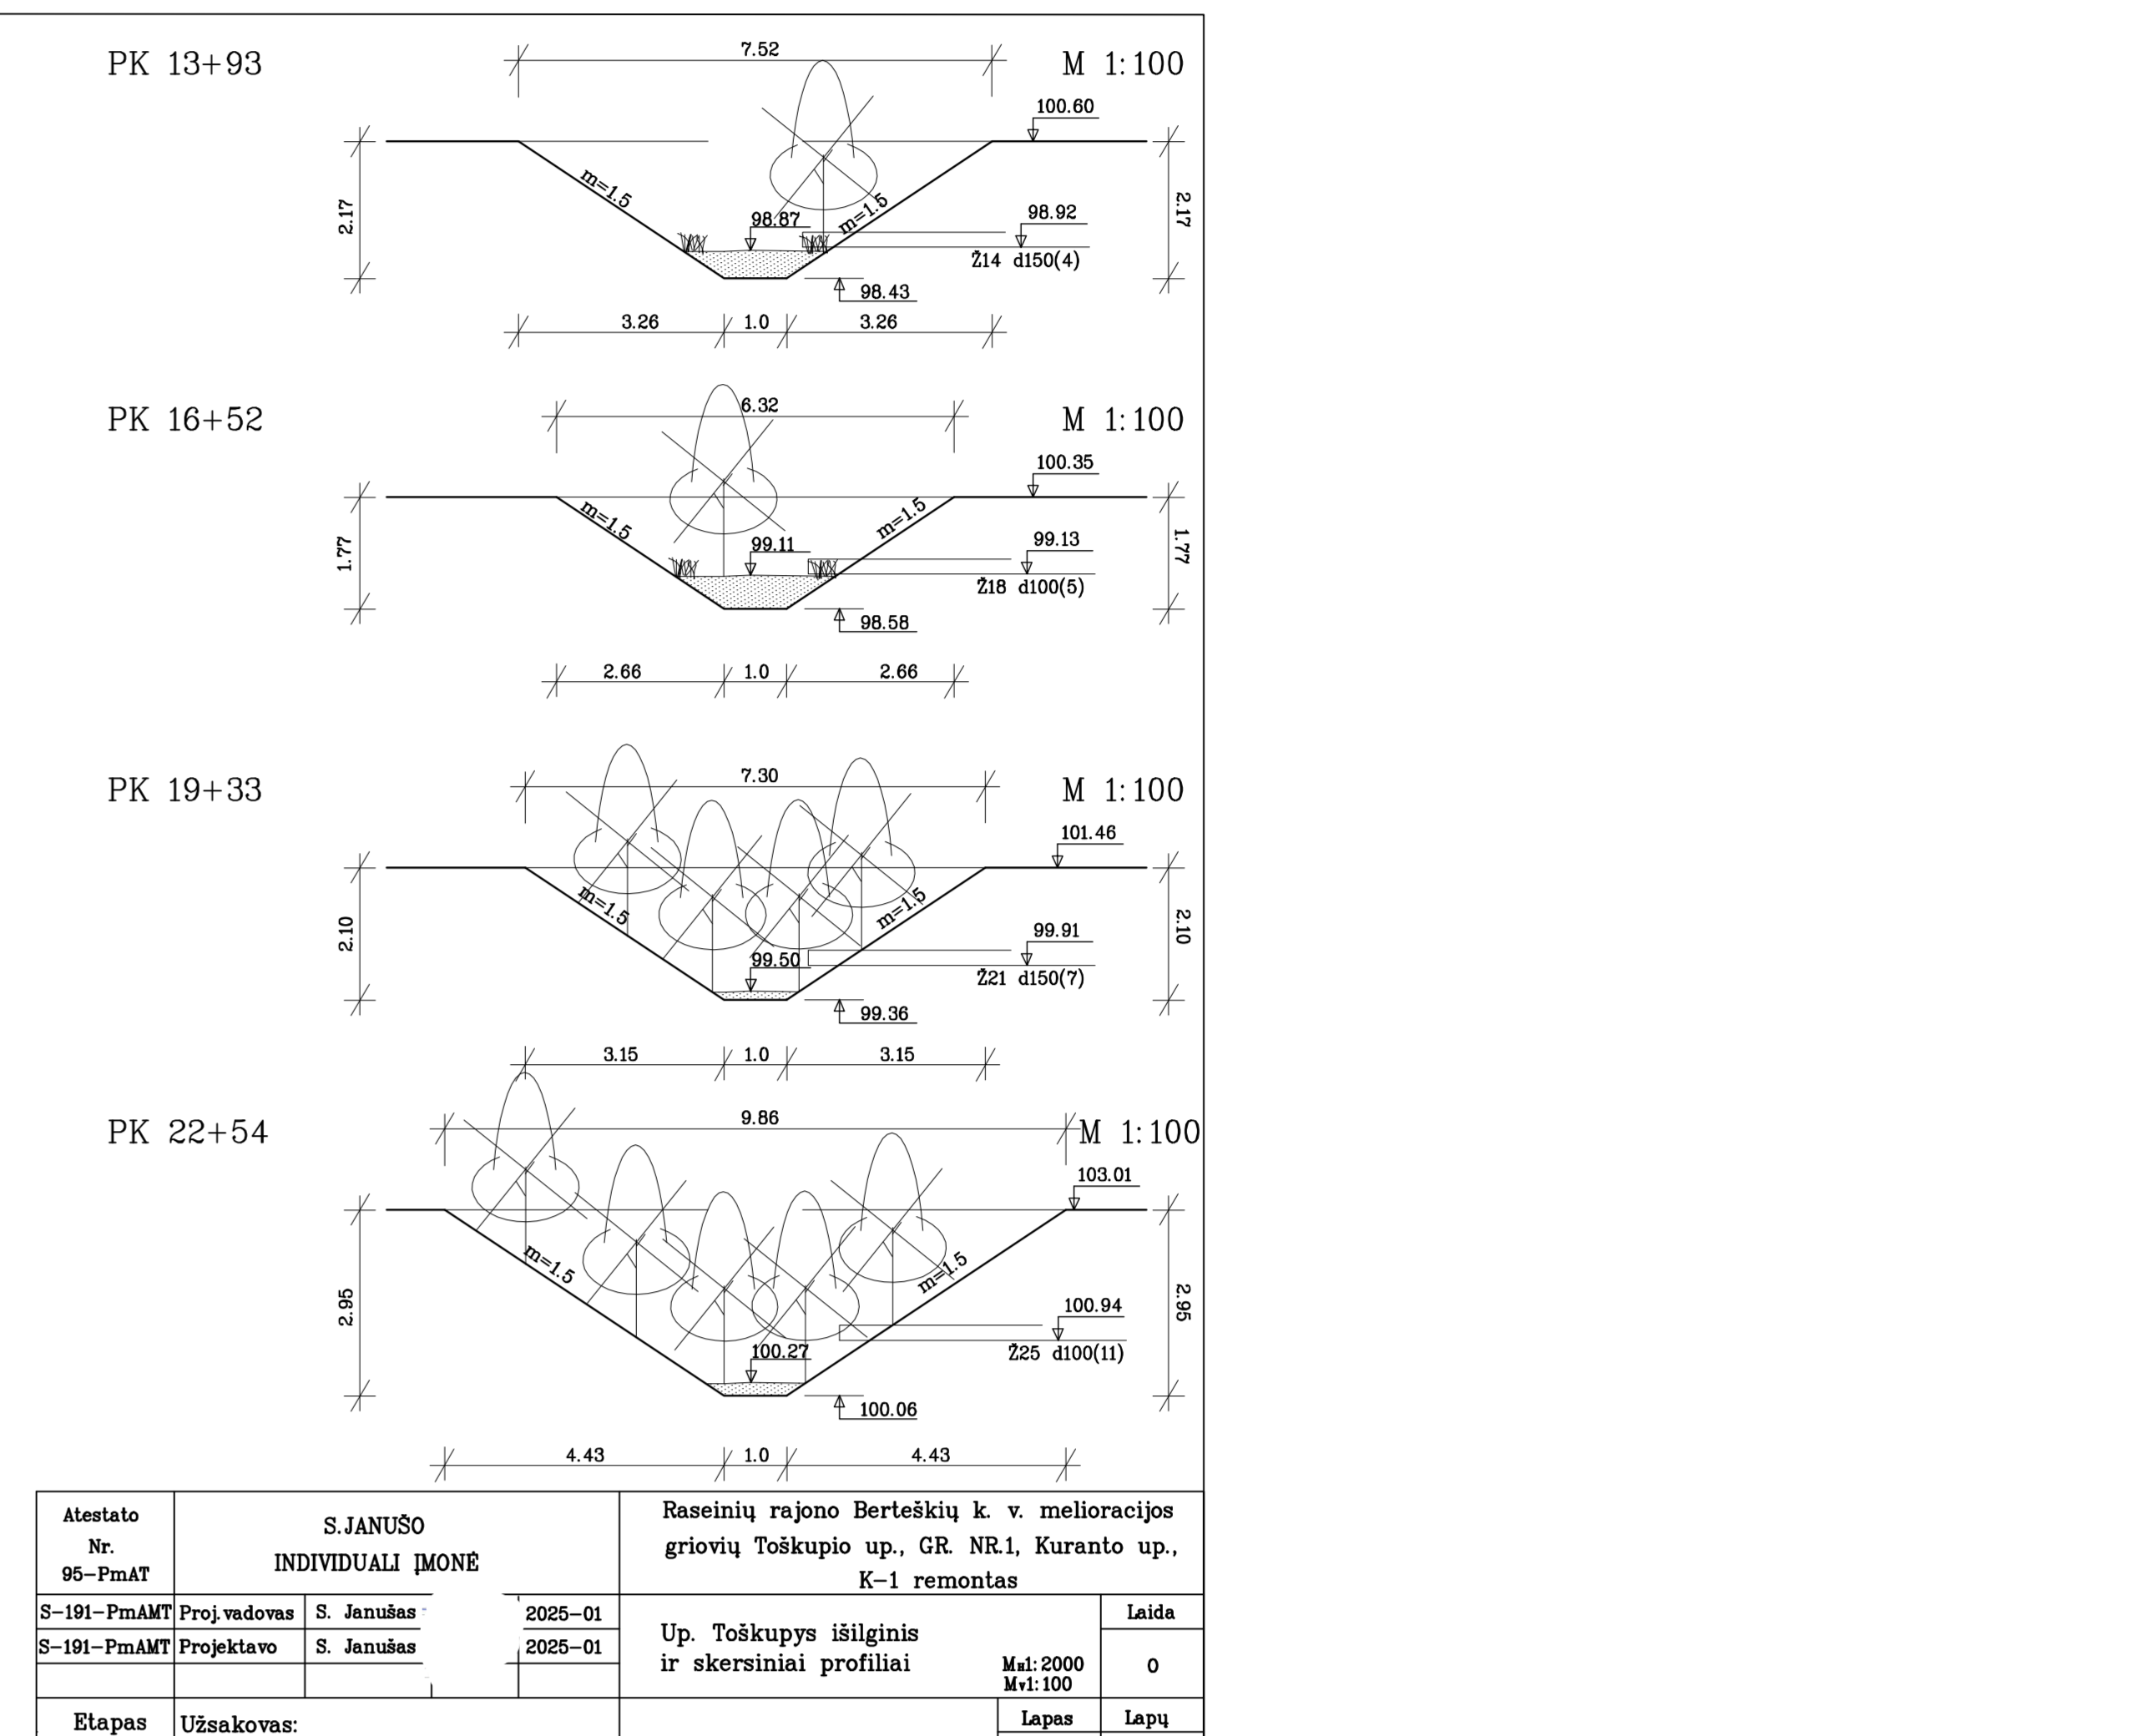 PK 13+93
7.52
M 1:100
100.60
m=1.5
m=1.5
2.17
2.17
98.87
98.92
Ž14 d150(4)
98.43
3.26 1.0 3.26
PK 16+52
6.32
M 1:100
100.35
m=1.5
m=1.5
1.77
1.77
99.11
99.13
Ž18 d100(5)
98.58
2.66 1.0 2.66
PK 19+33
7.30
M 1:100
101.46
m=1.5
m=1.5
2.10
2.10
99.50
99.91
Ž21 d150(7)
99.36
3.15 1.0 3.15
PK 22+54
9.86
M 1:100
103.01
m=1.5
m=1.5
2.95
2.95
100.27
100.94
Ž25 d100(11)
100.06
4.43 1.0 4.43
Atestato
Nr.
95-PmAT
S.JANUŠO
INDIVIDUALI ĮMONĖ
Raseinių rajono Berteškių k. v. melioracijos
griovių Toškupio up., GR. NR.1, Kuranto up.,
K-1 remontas
S-191-PmAMT Proj.vadovas S. Janušas 2025-01
S-191-PmAMT Projektavo S. Janušas 2025-01
Up. Toškupys išilginis
ir skersiniai profiliai
Mн1:2000
Mv1:100
Laida
0
Etapas
Užsakovas:
Lapas
Lapų